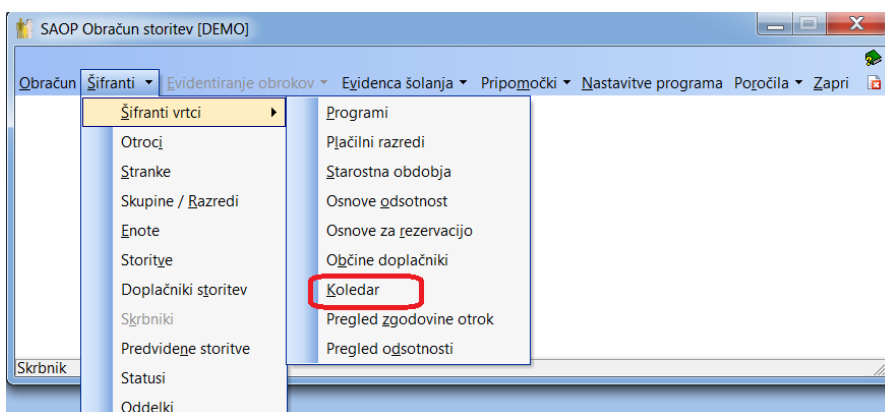 SAOP Obračun storitev [DEMO]
Obračun Šifranti Evidentiranje obrokov Evidenca šolanja Pripomočki Nastavitve programa Poročila Zapri
Šifranti vrtci
Otroci
Stranke
Skupine / Razredi
Enote
Storitve
Doplačniki storitev
Skrbniki
Predvidene storitve
Statusi
Oddelki
Programi
Plačilni razredi
Starostna obdobja
Osnove odsotnost
Osnove za rezervacijo
Občine doplačniki
Koledar
Pregled zgodovine otrok
Pregled odsotnosti
Skrbnik